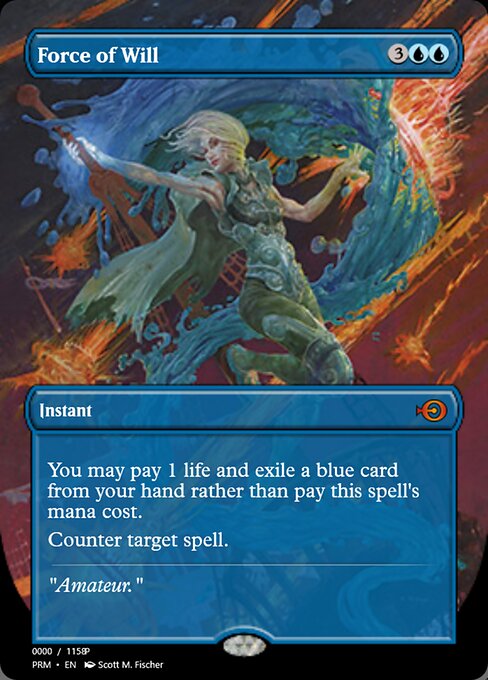 Force of Will 3
Instant
You may pay 1 life and exile a blue card
from your hand rather than pay this spell's
mana cost.
Counter target spell.
"Amateur."
0000 / 1158P
PRM • EN Scott M. Fischer